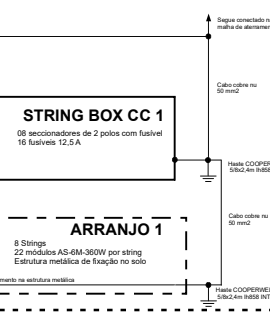 Segue conectado na
malha de aterramen
Cabo cobre nu
50 mm2
STRING BOX CC 1
08 seccionadores de 2 polos com fusível
16 fusíveis 12,5 A
Haste COOPER
5/8x2,4m lh858
ARRANJO 1
8 Strings
22 módulos AS-6M-360W por string
Estrutura metálica de fixação no solo
Cabo cobre nu
50 mm2
mento na estrutura metálica
Haste COOPERWEL
5/8x2,4m lh858 INT